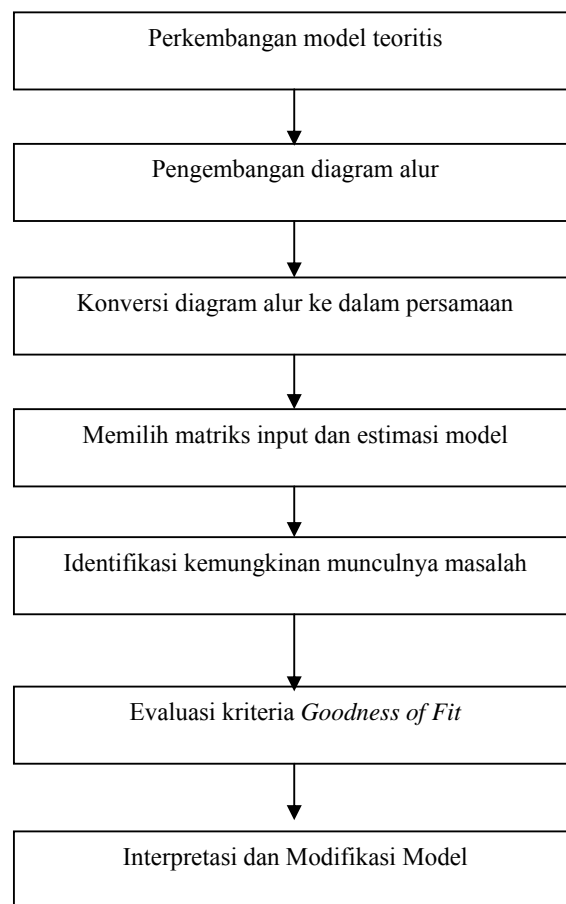 Perkembangan model teoritis
Pengembangan diagram alur
Konversi diagram alur ke dalam persamaan
Memilih matriks input dan estimasi model
Identifikasi kemungkinan munculnya masalah
Evaluasi kriteria Goodness of Fit
Interpretasi dan Modifikasi Model